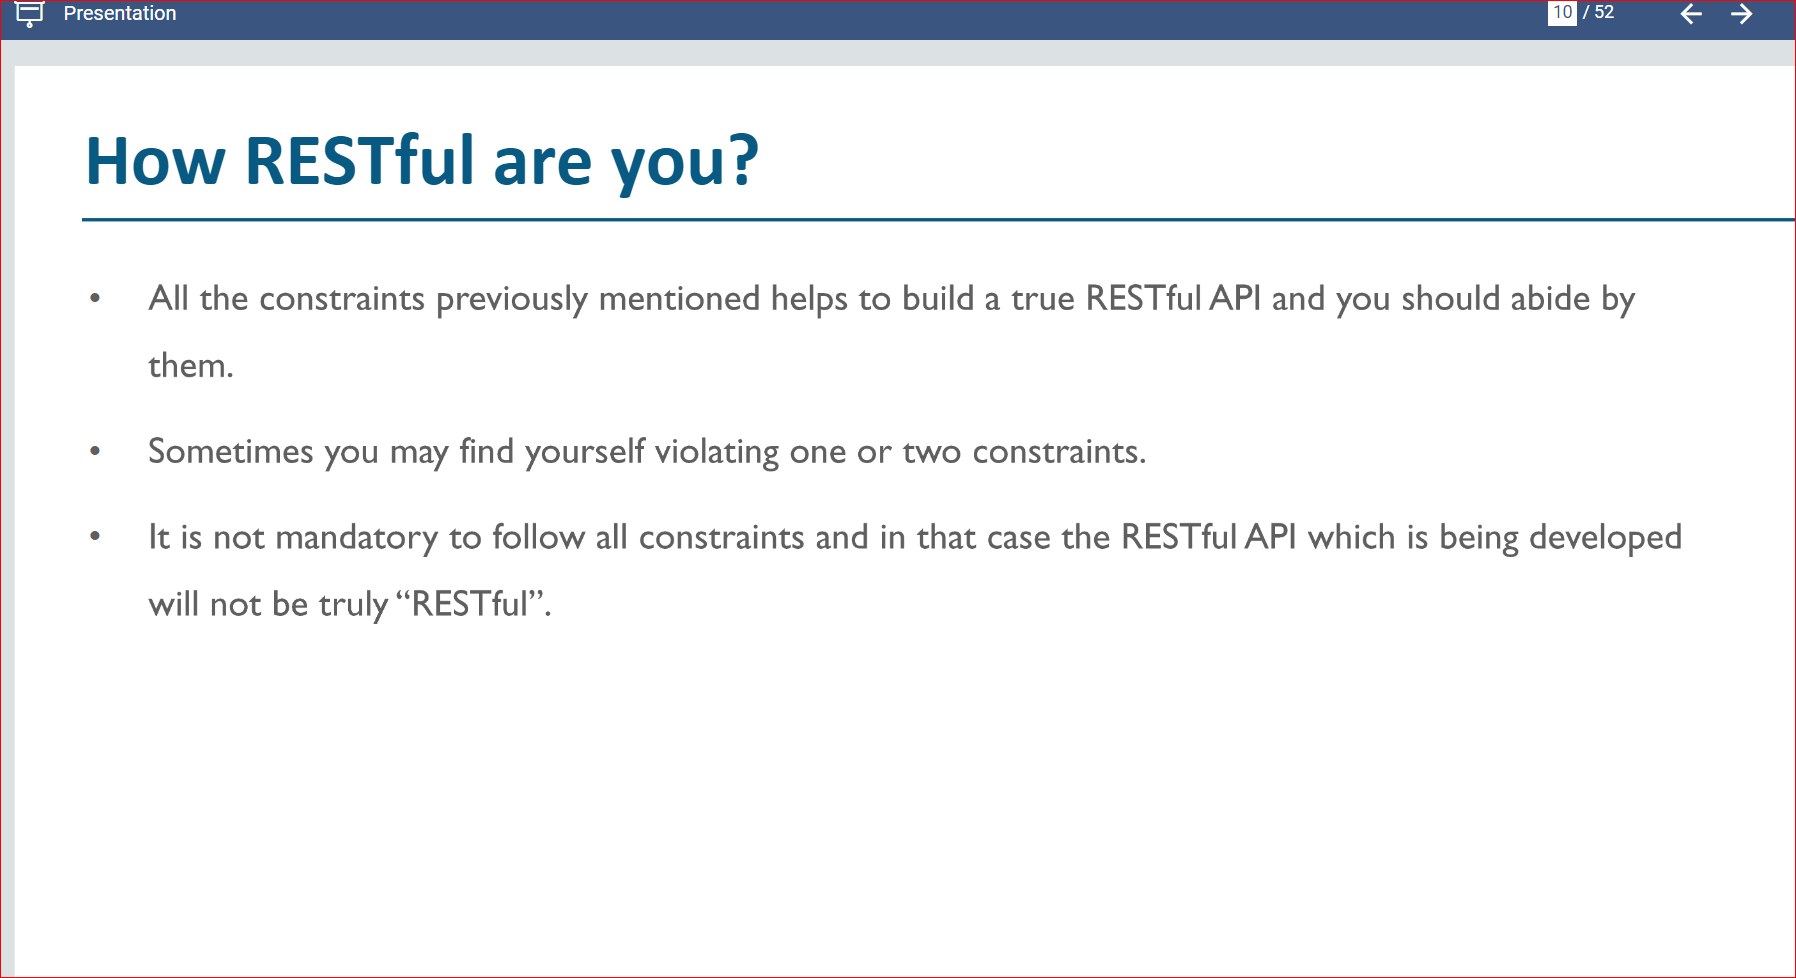 Presentation
10 / 52
How RESTful are you?
• All the constraints previously mentioned helps to build a true RESTful API and you should abide by
them.
• Sometimes you may find yourself violating one or two constraints.
• It is not mandatory to follow all constraints and in that case the RESTful API which is being developed
will not be truly “RESTful”.